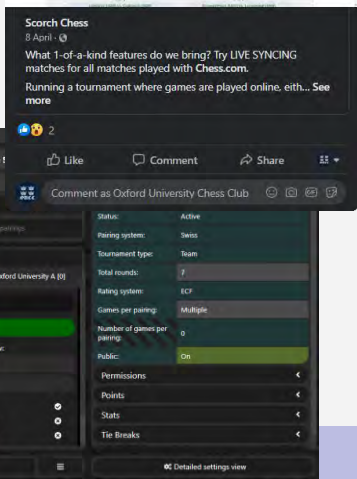 Scorch Chess
8 April ·
What 1-of-a-kind features do we bring? Try LIVE SYNCING
matches for all matches played with Chess.com.
Running a tournament where games are played online, eith... See
more
2
Like Comment Share
Comment as Oxford University Chess Club
Status: Active
Pairing system: Swiss
Tournament type: Team
xford University A [0]
Total rounds: 7
Rating system: ECF
Games per pairing: Multiple
Number of games per
pairing: 0
Public: On
Permissions
Points
Stats
Tie Breaks
Detailed settings view